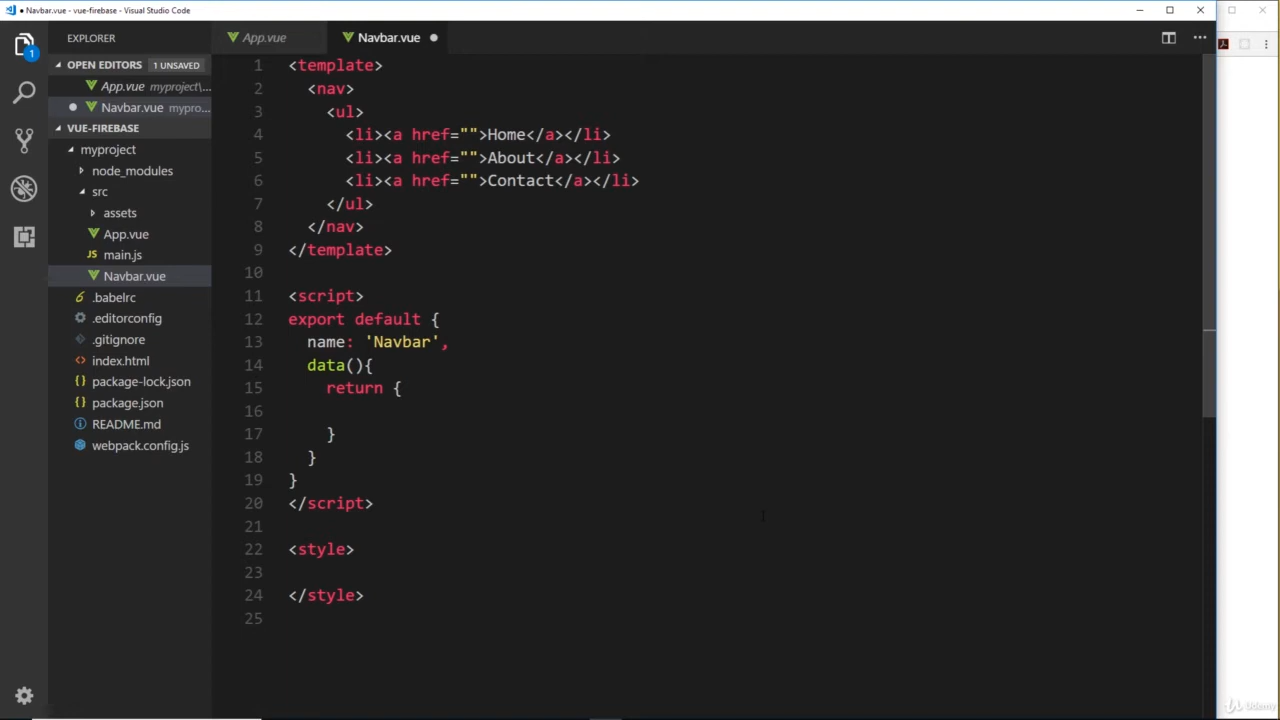 Navbar.vue - vue-firebase - Visual Studio Code
EXPLORER
App.vue
Navbar.vue
OPEN EDITORS 1 UNSAVED
App.vue myproject\...
Navbar.vue mypro...
VUE-FIREBASE
myproject
node_modules
src
assets
App.vue
JS main.js
Navbar.vue
.babelrc
.editorconfig
.gitignore
index.html
package-lock.json
package.json
README.md
webpack.config.js
1
1 <template>
2 <nav>
3 <ul>
4 <li><a href="">Home</a></li>
5 <li><a href="">About</a></li>
6 <li><a href="">Contact</a></li>
7 </ul>
8 </nav>
9 </template>
10
11 <script>
12 export default {
13 name: 'Navbar',
14 data(){
15 return {
16
17 }
18 }
19 }
20 </script>
21
22 <style>
23
24 </style>
25
Udemy